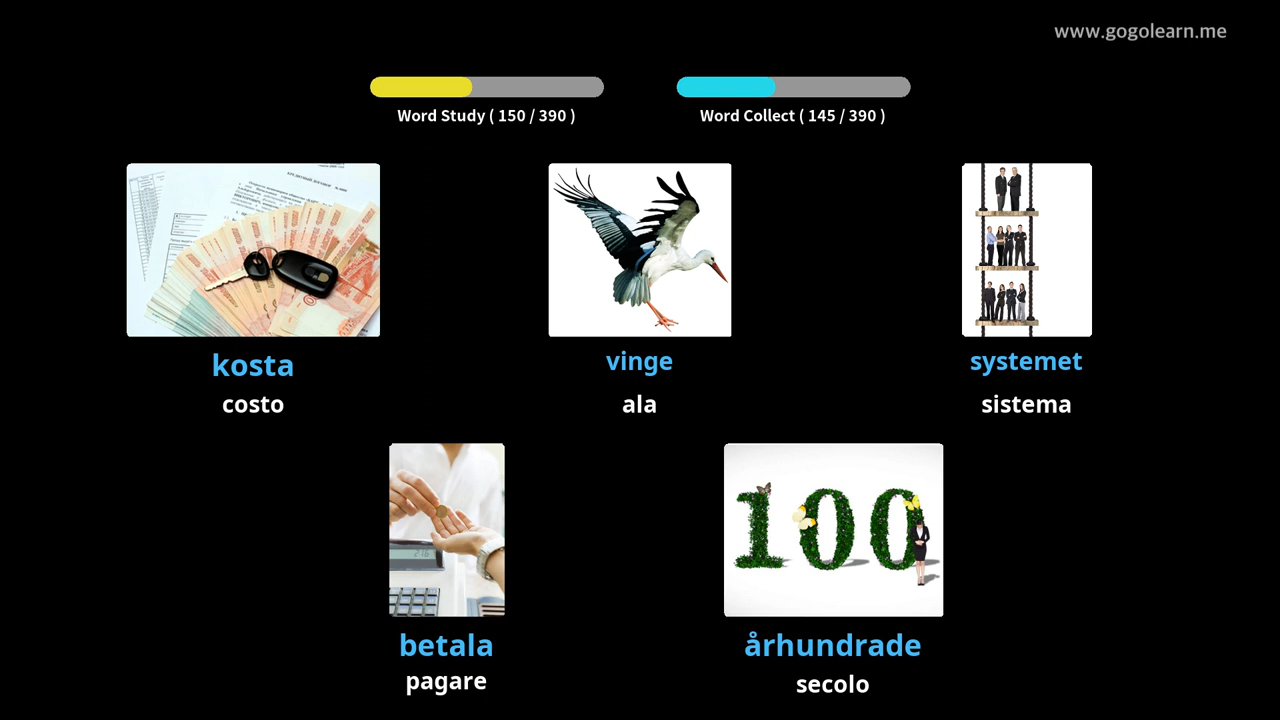 www.gogolearn.me
Word Study ( 150 / 390 )
Word Collect ( 145 / 390 )
kosta
costo
vinge
ala
systemet
sistema
100
betala
pagare
århundrade
secolo